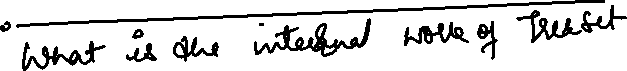 What is the internal work of TreeSet